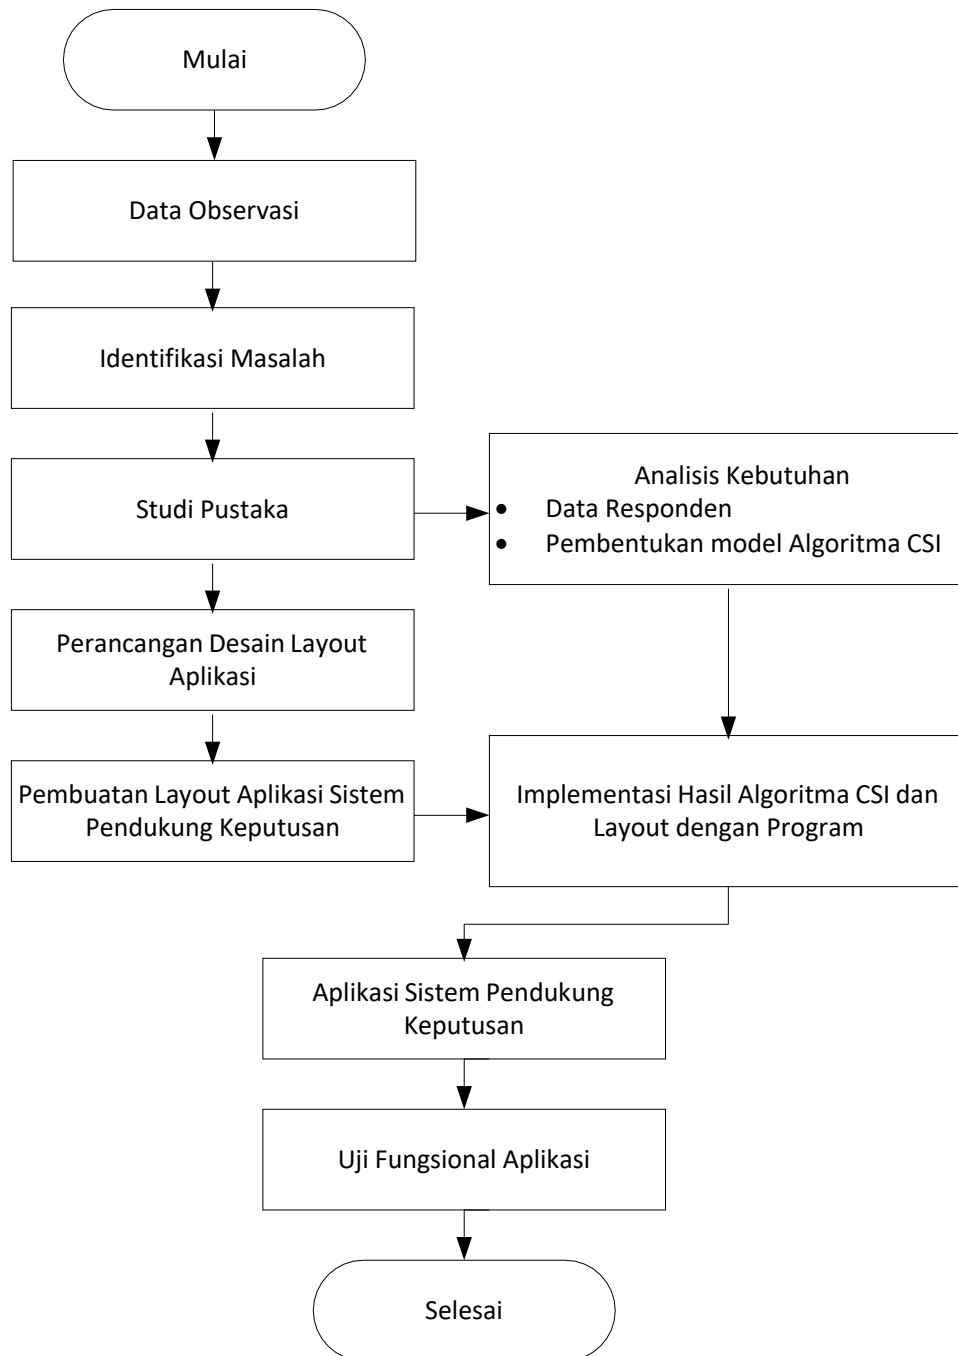 Mulai
Data Observasi
Identifikasi Masalah
Studi Pustaka
Analisis Kebutuhan
• Data Responden
• Pembentukan model Algoritma CSI
Perancangan Desain Layout
Aplikasi
Pembuatan Layout Aplikasi Sistem
Pendukung Keputusan
Implementasi Hasil Algoritma CSI dan
Layout dengan Program
Aplikasi Sistem Pendukung
Keputusan
Uji Fungsional Aplikasi
Selesai